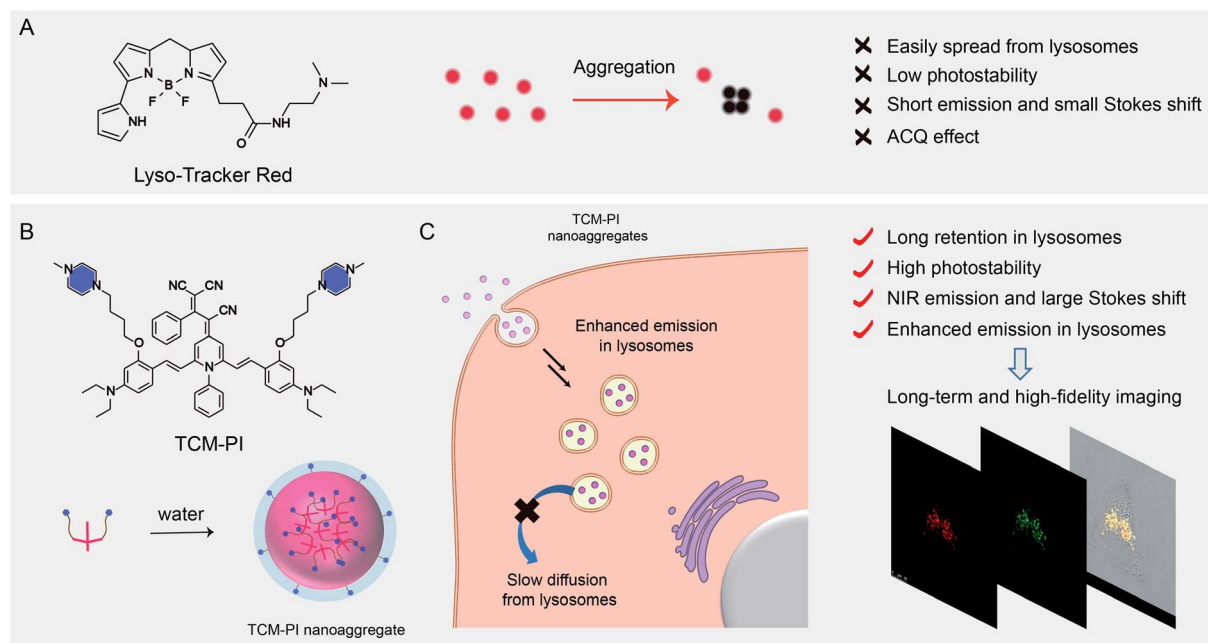 A
N
N
B
F
F
NH
N
O
NH
Lyso-Tracker Red
Aggregation
Easily spread from lysosomes
Low photostability
Short emission and small Stokes shift
ACQ effect
B
N
N
NC
CN
CN
CN
N
N
O
O
N
N
N
TCM-PI
water
TCM-PI nanoaggregate
C
TCM-PI
nanoaggregates
Enhanced emission
in lysosomes
Slow diffusion
from lysosomes
Long retention in lysosomes
High photostability
NIR emission and large Stokes shift
Enhanced emission in lysosomes
Long-term and high-fidelity imaging